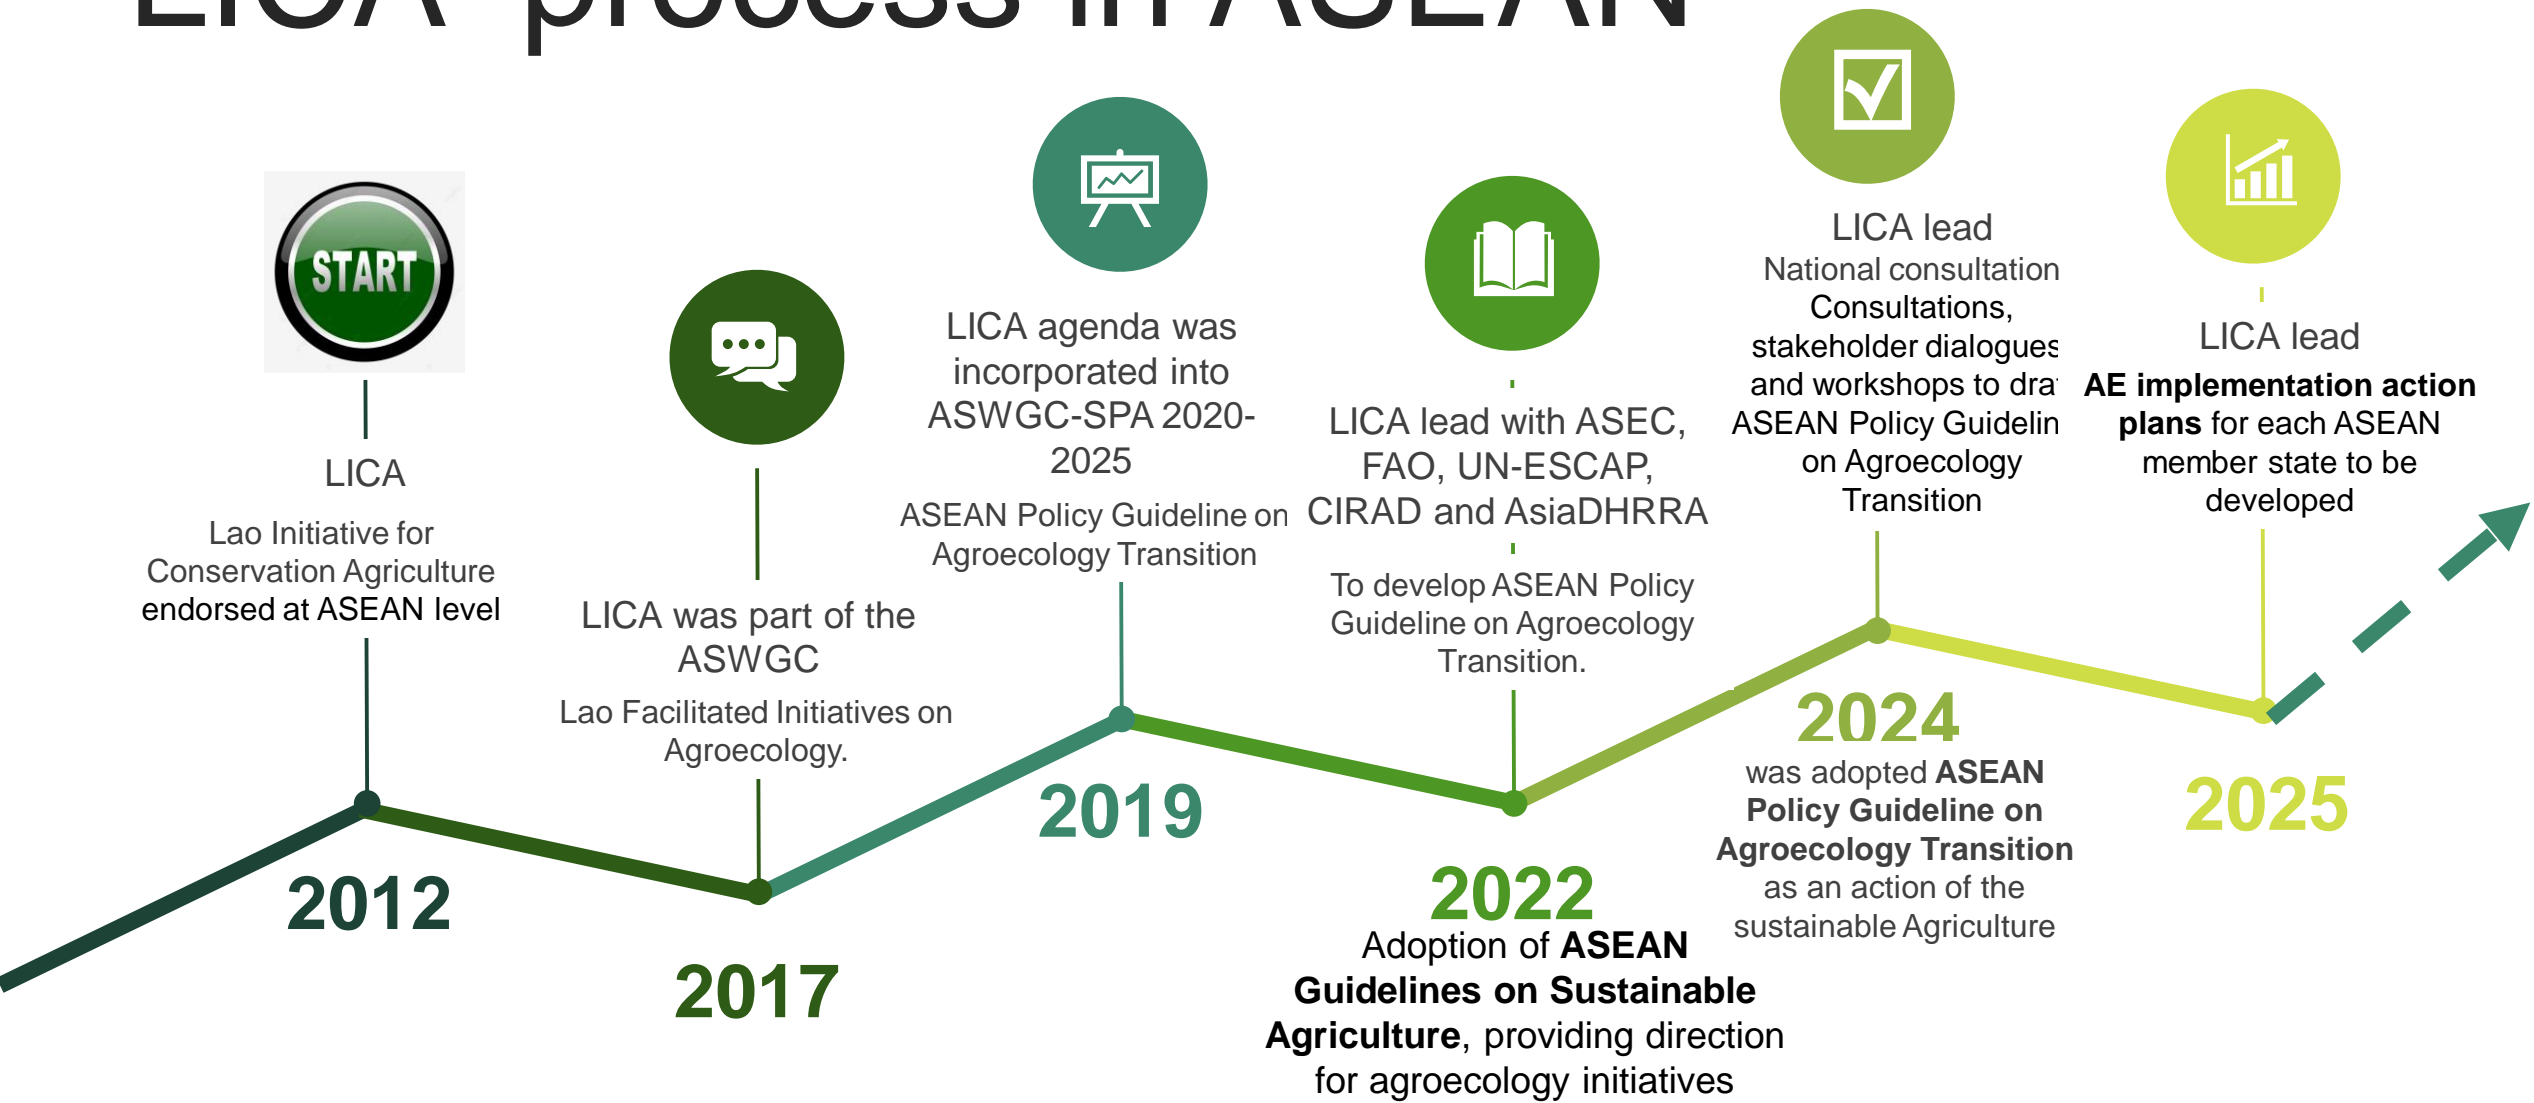 LICA process in ASEAN
START
LICA
Lao Initiative for
Conservation Agriculture
endorsed at ASEAN level
2012
LICA was part of the
ASWGC
Lao Facilitated Initiatives on
Agroecology.
2017
LICA agenda was
incorporated into
ASWGC-SPA 2020-
2025
ASEAN Policy Guideline on
Agroecology Transition
2019
LICA lead with ASEC,
FAO, UN-ESCAP,
CIRAD and AsiaDHRRA
To develop ASEAN Policy
Guideline on Agroecology
Transition.
2022
Adoption of ASEAN
Guidelines on Sustainable
Agriculture, providing direction
for agroecology initiatives
LICA lead
National consultation
Consultations,
stakeholder dialogues
and workshops to
ASEAN Policy
on Agroecology
Transition
2024
was adopted ASEAN
Policy Guideline on
Agroecology Transition
as an action of the
sustainable Agriculture
LICA lead
AE implementation action
plans for each ASEAN
member state to be
developed
2025